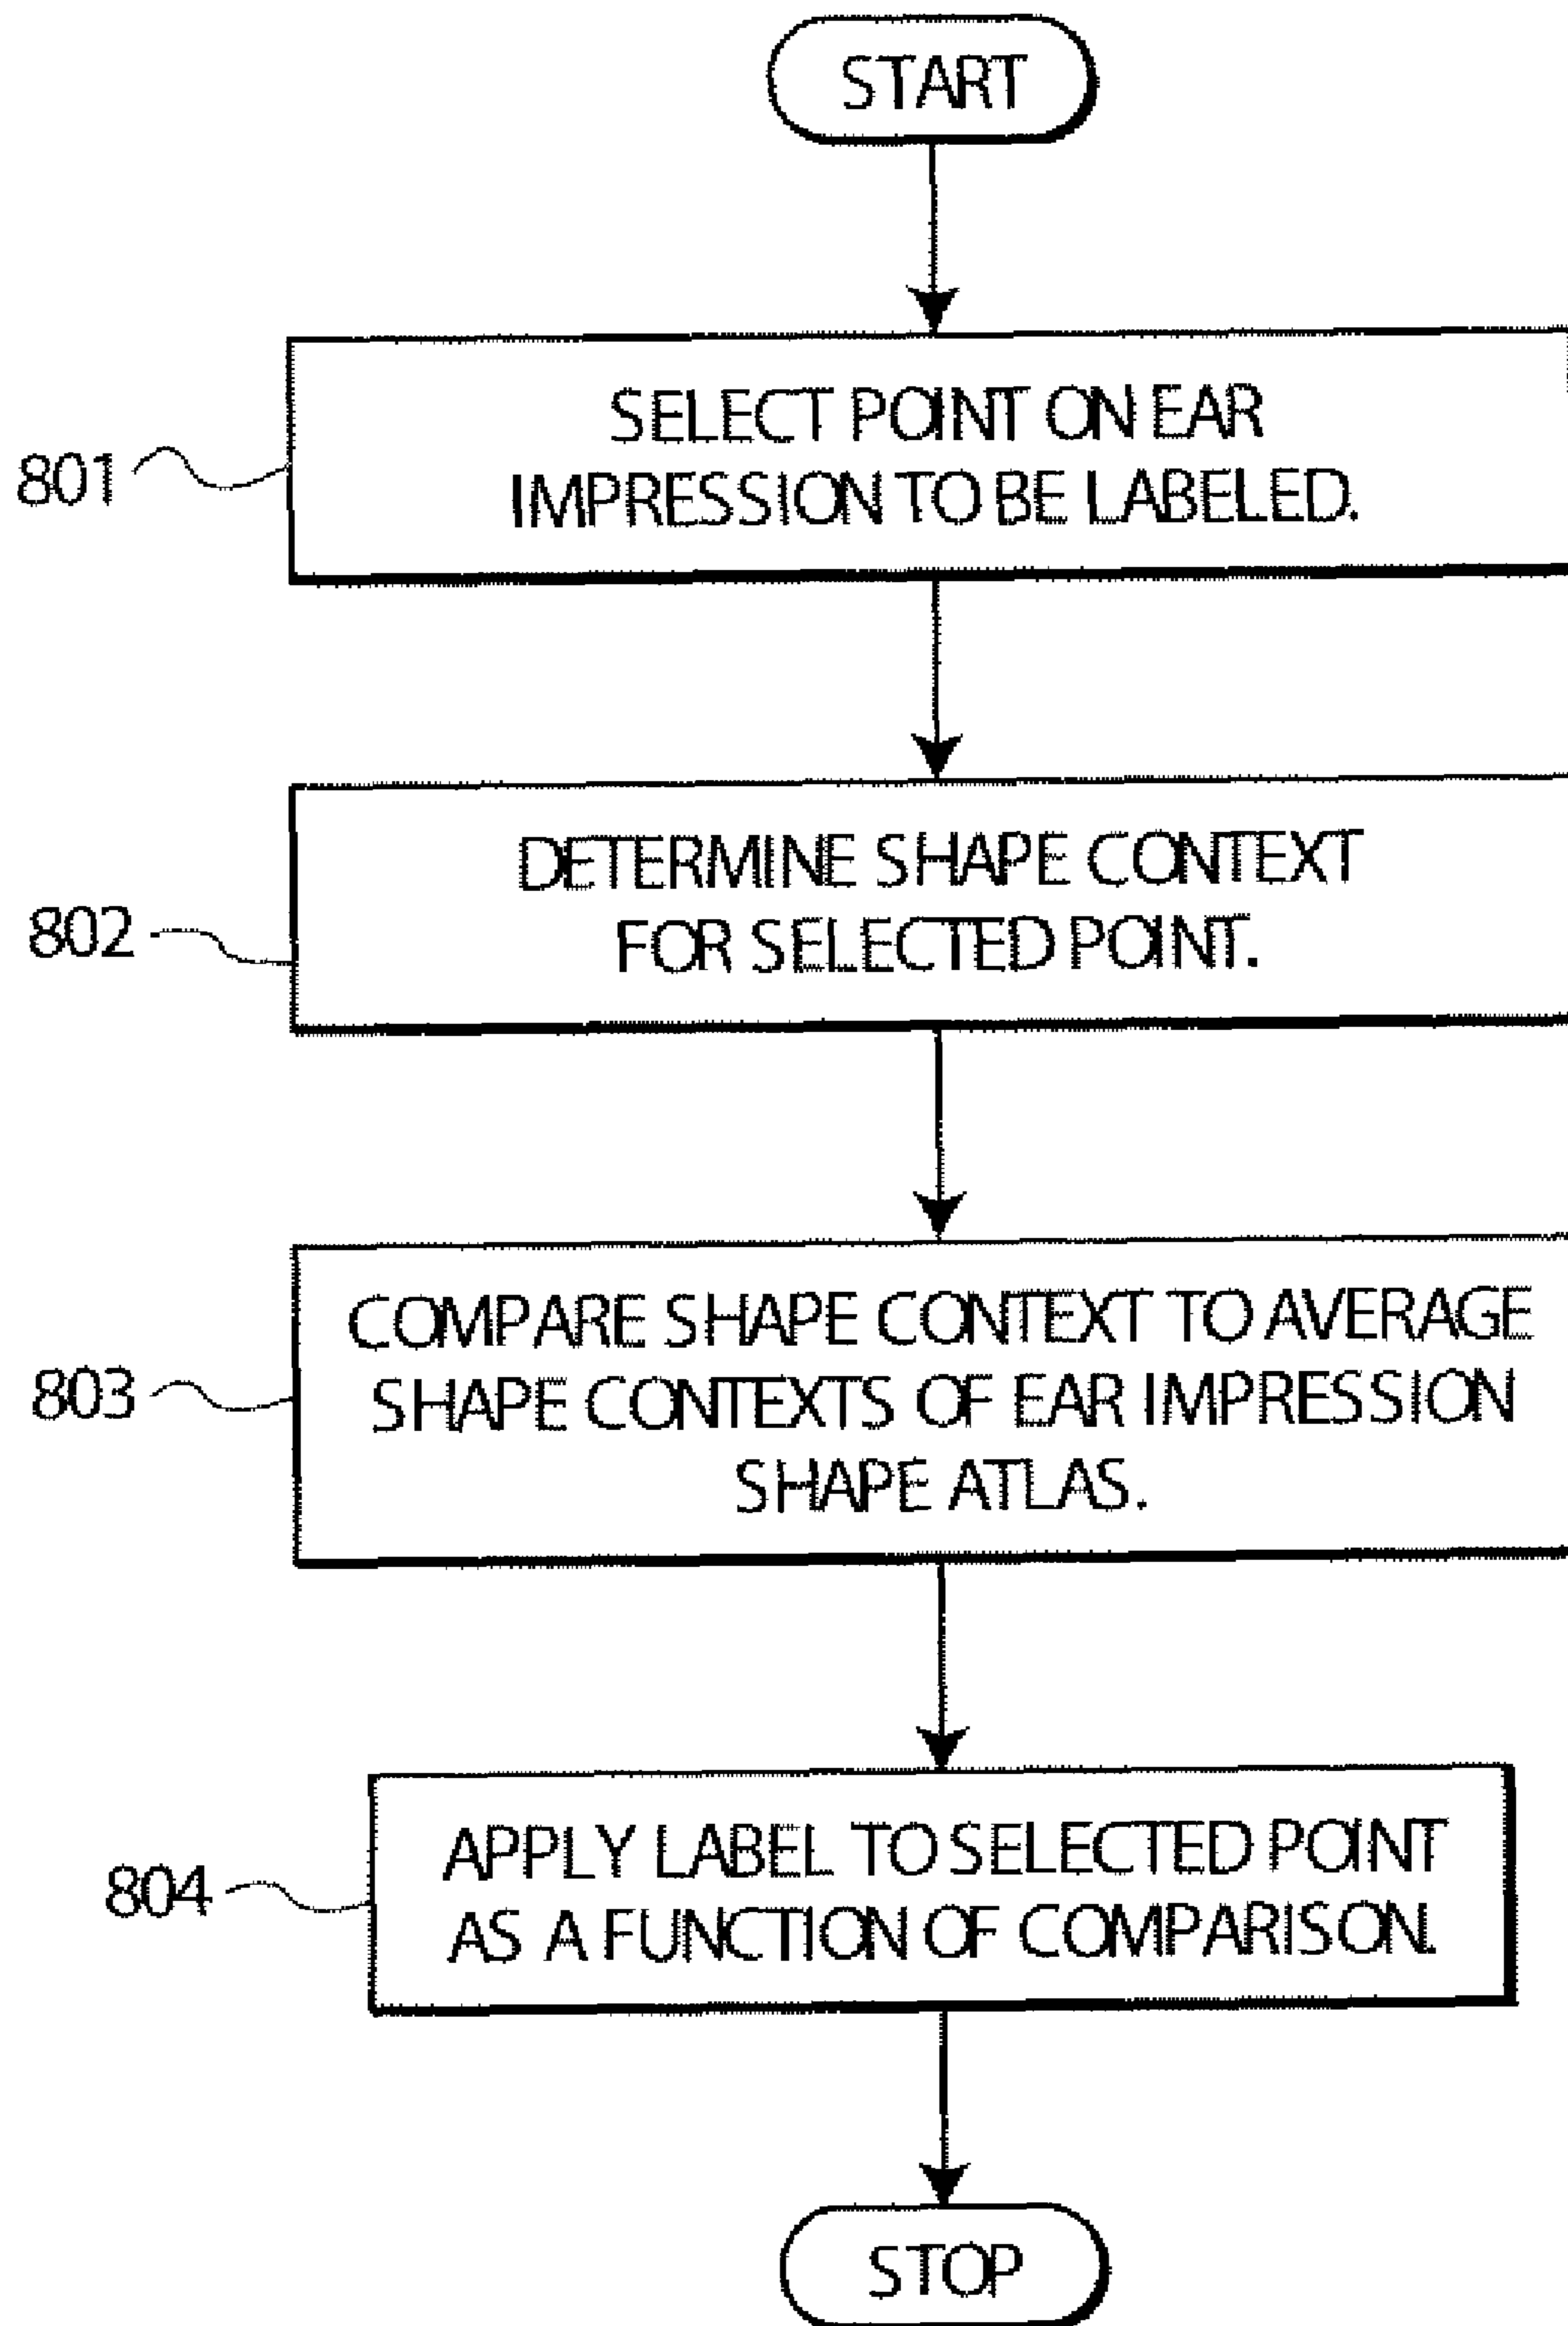 START
801
SELECT POINT ON EAR
IMPRESSION TO BE LABELED.
802
DETERMINE SHAPE CONTEXT
FOR SELECTED POINT.
803
COMPARE SHAPE CONTEXT TO AVERAGE
SHAPE CONTEXTS OF EAR IMPRESSION
SHAPE ATLAS.
804
APPLY LABEL TO SELECTED POINT
AS A FUNCTION OF COMPARISON.
STOP